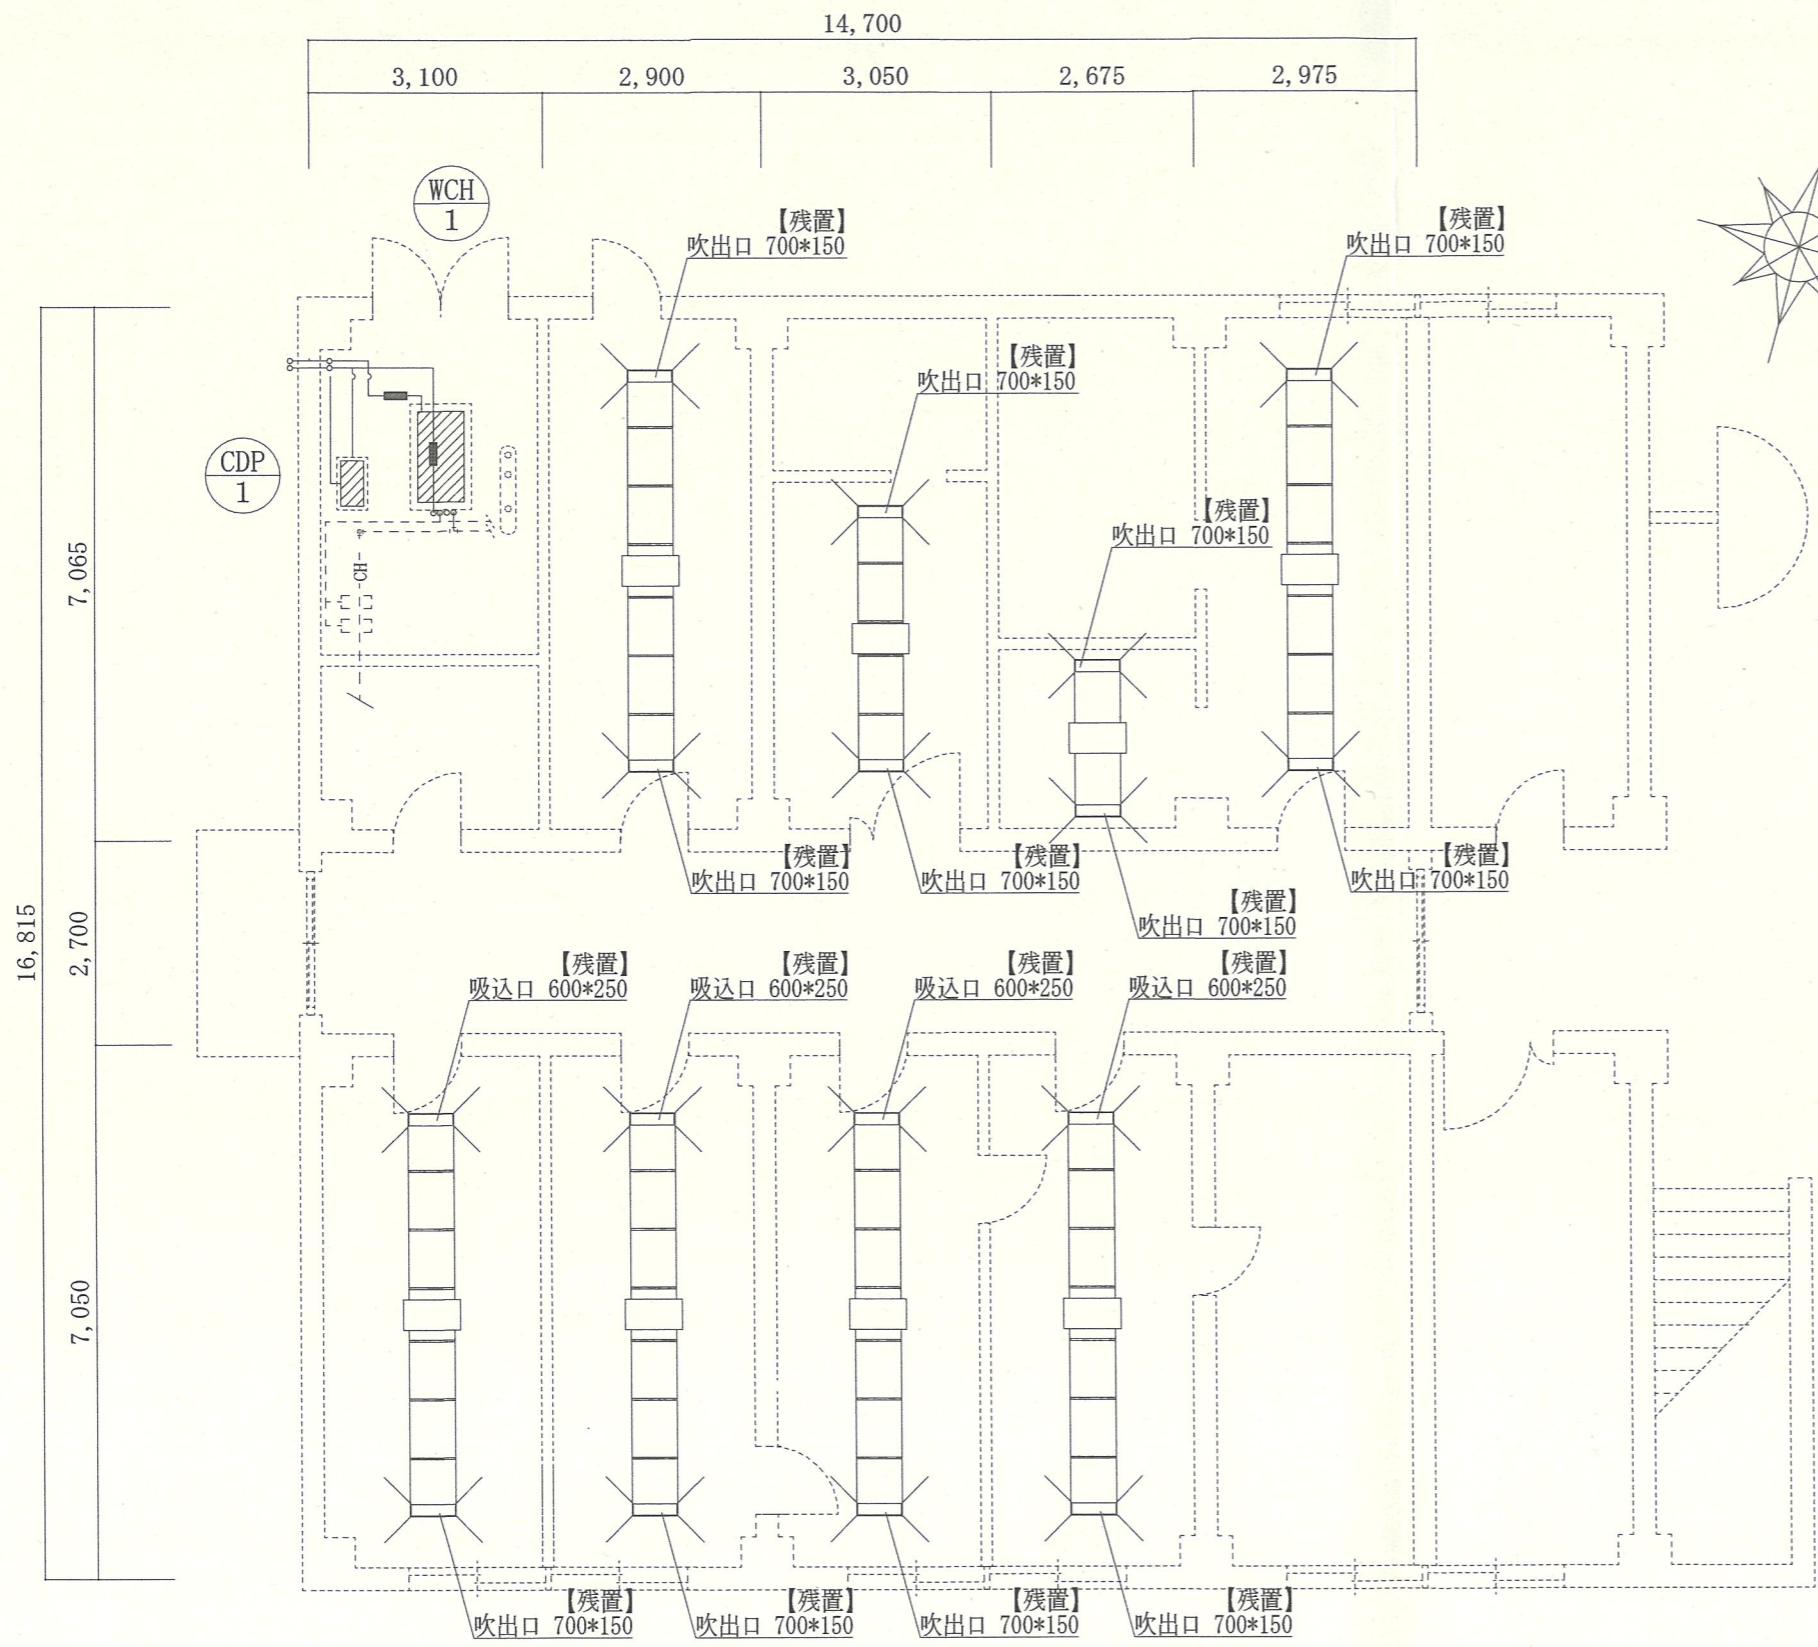 14,700
3,100
2,900
3,050
2,675
2,975
WCH
1
【残置】
吹出口 700*150
【残置】
吹出口 700*150
【残置】
吹出口 700*150
CDP
1
【残置】
吹出口 700*150
CH
7,065
【残置】
吹出口 700*150
【残置】
吹出口 700*150
【残置】
吹出口 700*150
【残置】
吹出口 700*150
16,815
2,700
【残置】
吸込口 600*250
【残置】
吸込口 600*250
【残置】
吸込口 600*250
【残置】
吸込口 600*250
7,050
【残置】
吹出口 700*150
【残置】
吹出口 700*150
【残置】
吹出口 700*150
【残置】
吹出口 700*150